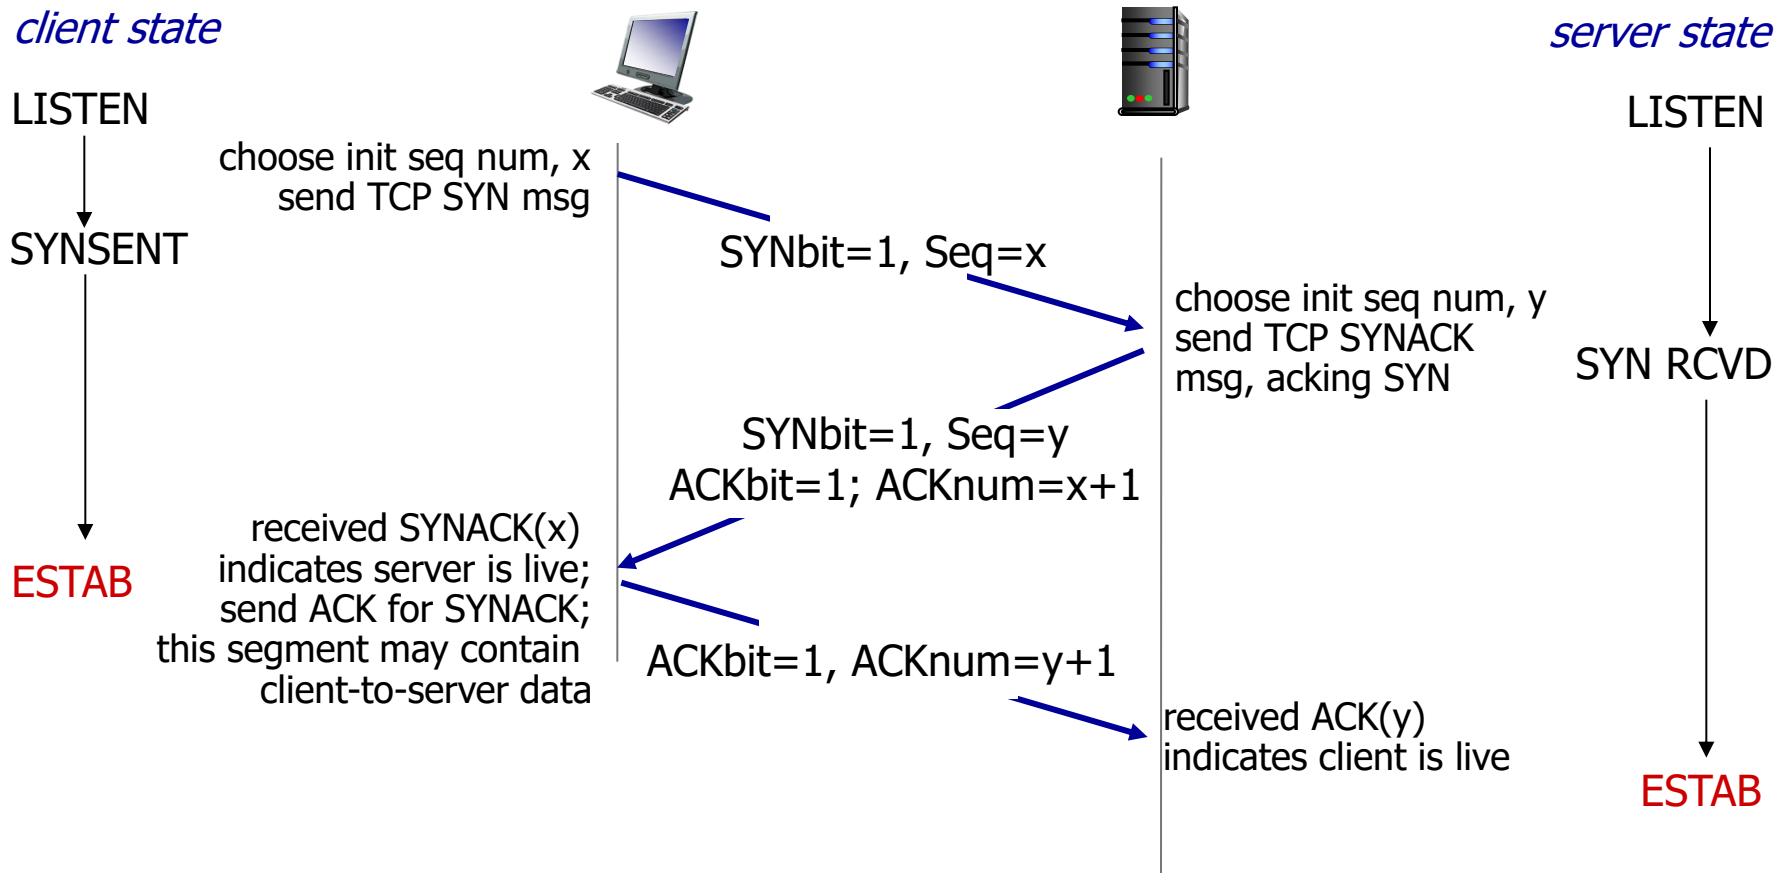 client state
server state
LISTEN
LISTEN
choose init seq num, x
send TCP SYN msg
SYNSENT
SYNbit=1, Seq=x
choose init seq num, y
send TCP SYNACK
msg, acking SYN
SYN RCVD
SYNbit=1, Seq=y
ACKbit=1; ACKnum=x+1
received SYNACK(x)
indicates server is live;
send ACK for SYNACK;
this segment may contain
client-to-server data
ESTAB
ACKbit=1, ACKnum=y+1
received ACK(y)
indicates client is live
ESTAB